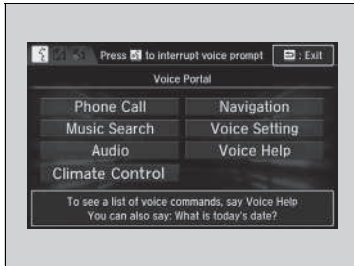 Press to interrupt voice prompt
: Exit
Voice Portal
Phone Call
Navigation
Music Search
Voice Setting
Audio
Voice Help
Climate Control
To see a list of voice commands, say Voice Help
You can also say: What is today's date?